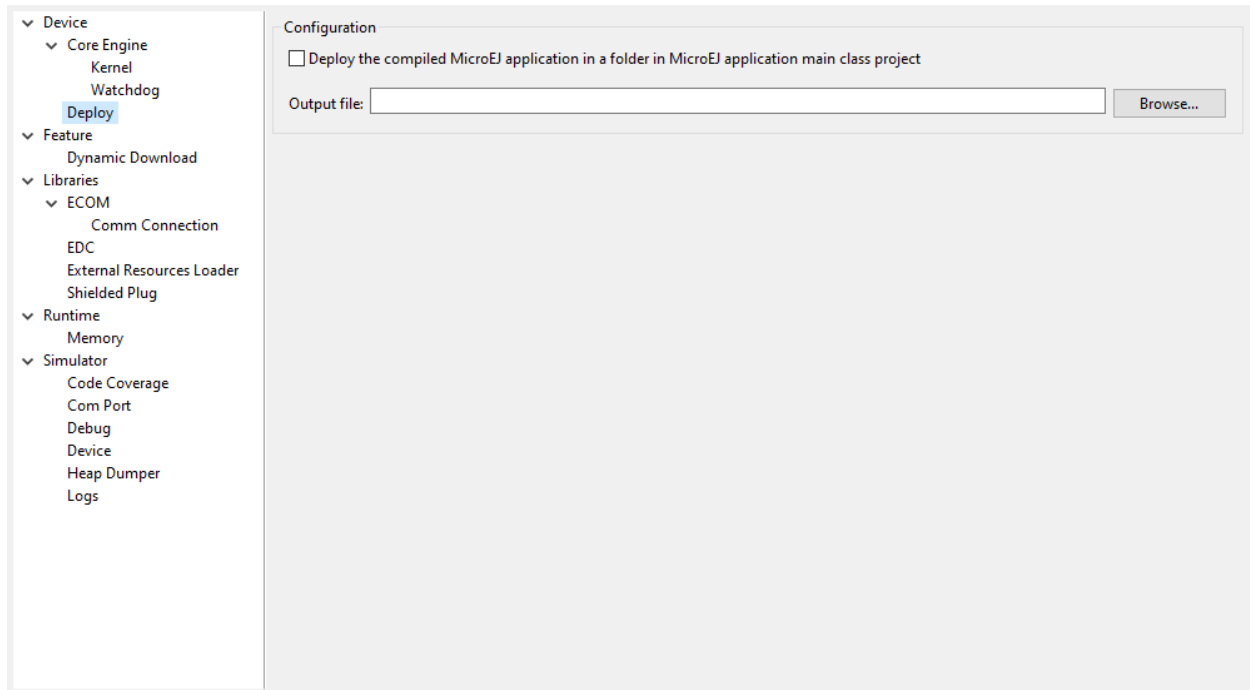 Device
Core Engine
Kernel
Watchdog
Deploy
Feature
Dynamic Download
Libraries
ECOM
Comm Connection
EDC
External Resources Loader
Shielded Plug
Runtime
Memory
Simulator
Code Coverage
Com Port
Debug
Device
Heap Dumper
Logs
Configuration
Deploy the compiled MicroEJ application in a folder in MicroEJ application main class project
Output file: Browse...